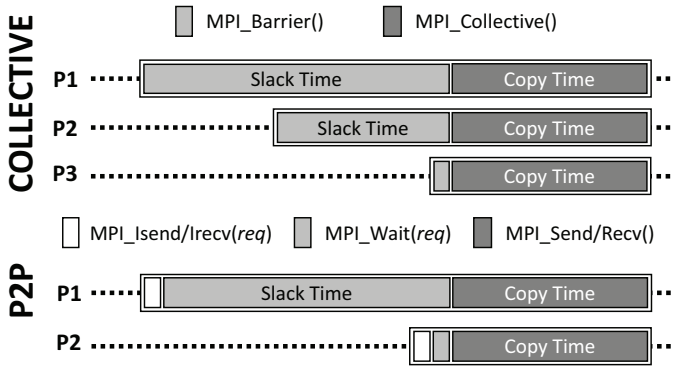 MPI_Barrier() MPI_Collective()
COLLECTIVE
P1 Slack Time Copy Time
P2 Slack Time Copy Time
P3 Copy Time
MPI_Isend/Irecv(req) MPI_Wait(req) MPI_Send/Recv()
P2P
P1 Slack Time Copy Time
P2 Copy Time